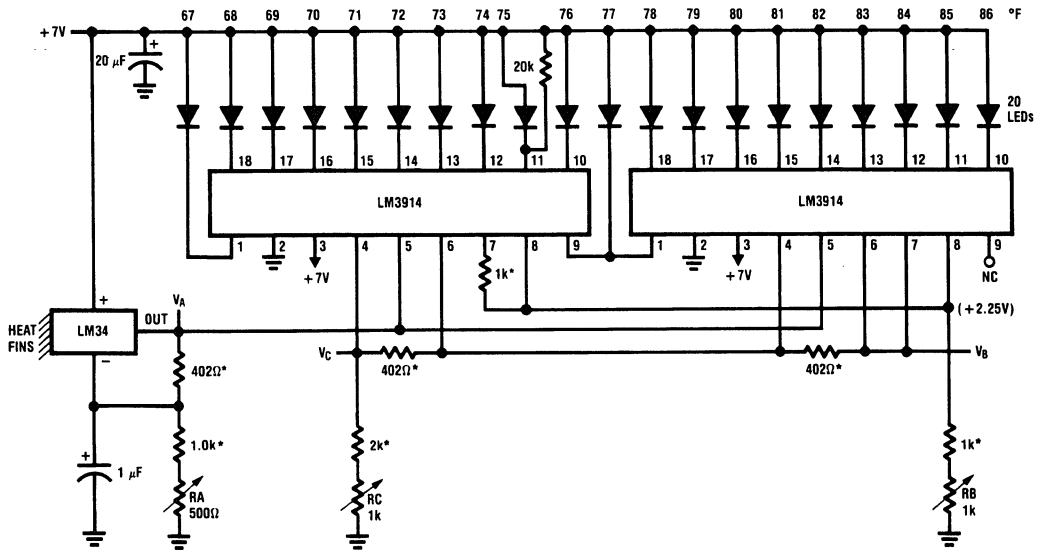 67 68 69 70 71 72 73 74 75 76 77 78 79 80 81 82 83 84 85 86 °F
+7V
20 μF
+
20k
20
LEDs
18 17 16 15 14 13 12 11 10
18 17 16 15 14 13 12 11 10
LM3914
LM3914
1 2 3 4 5 6 7 8 9
1 2 3 4 5 6 7 8 9
+7V
1k*
+7V
NC
+
VA
OUT
(+2.25V)
HEAT
FINS
LM34
−
VC
402Ω*
402Ω*
VB
402Ω*
1.0k*
2k*
1k*
+
1 μF
RA
500Ω
RC
1k
RB
1k